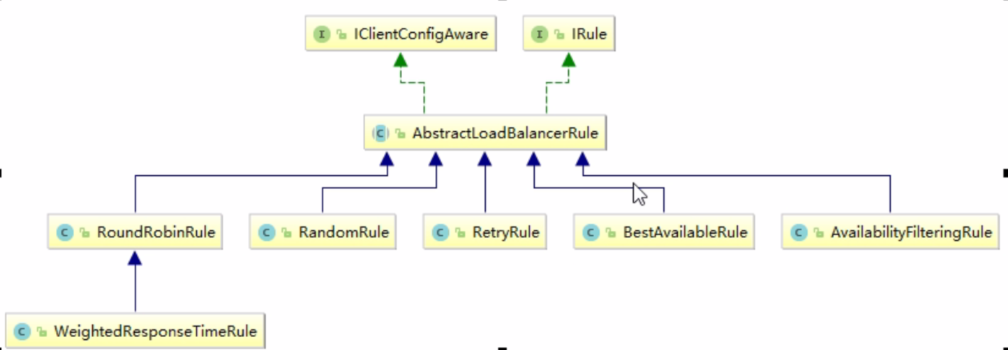 IClientConfigAware
IRule
AbstractLoadBalancerRule
RoundRobinRule
RandomRule
RetryRule
BestAvailableRule
AvailabilityFilteringRule
WeightedResponseTimeRule